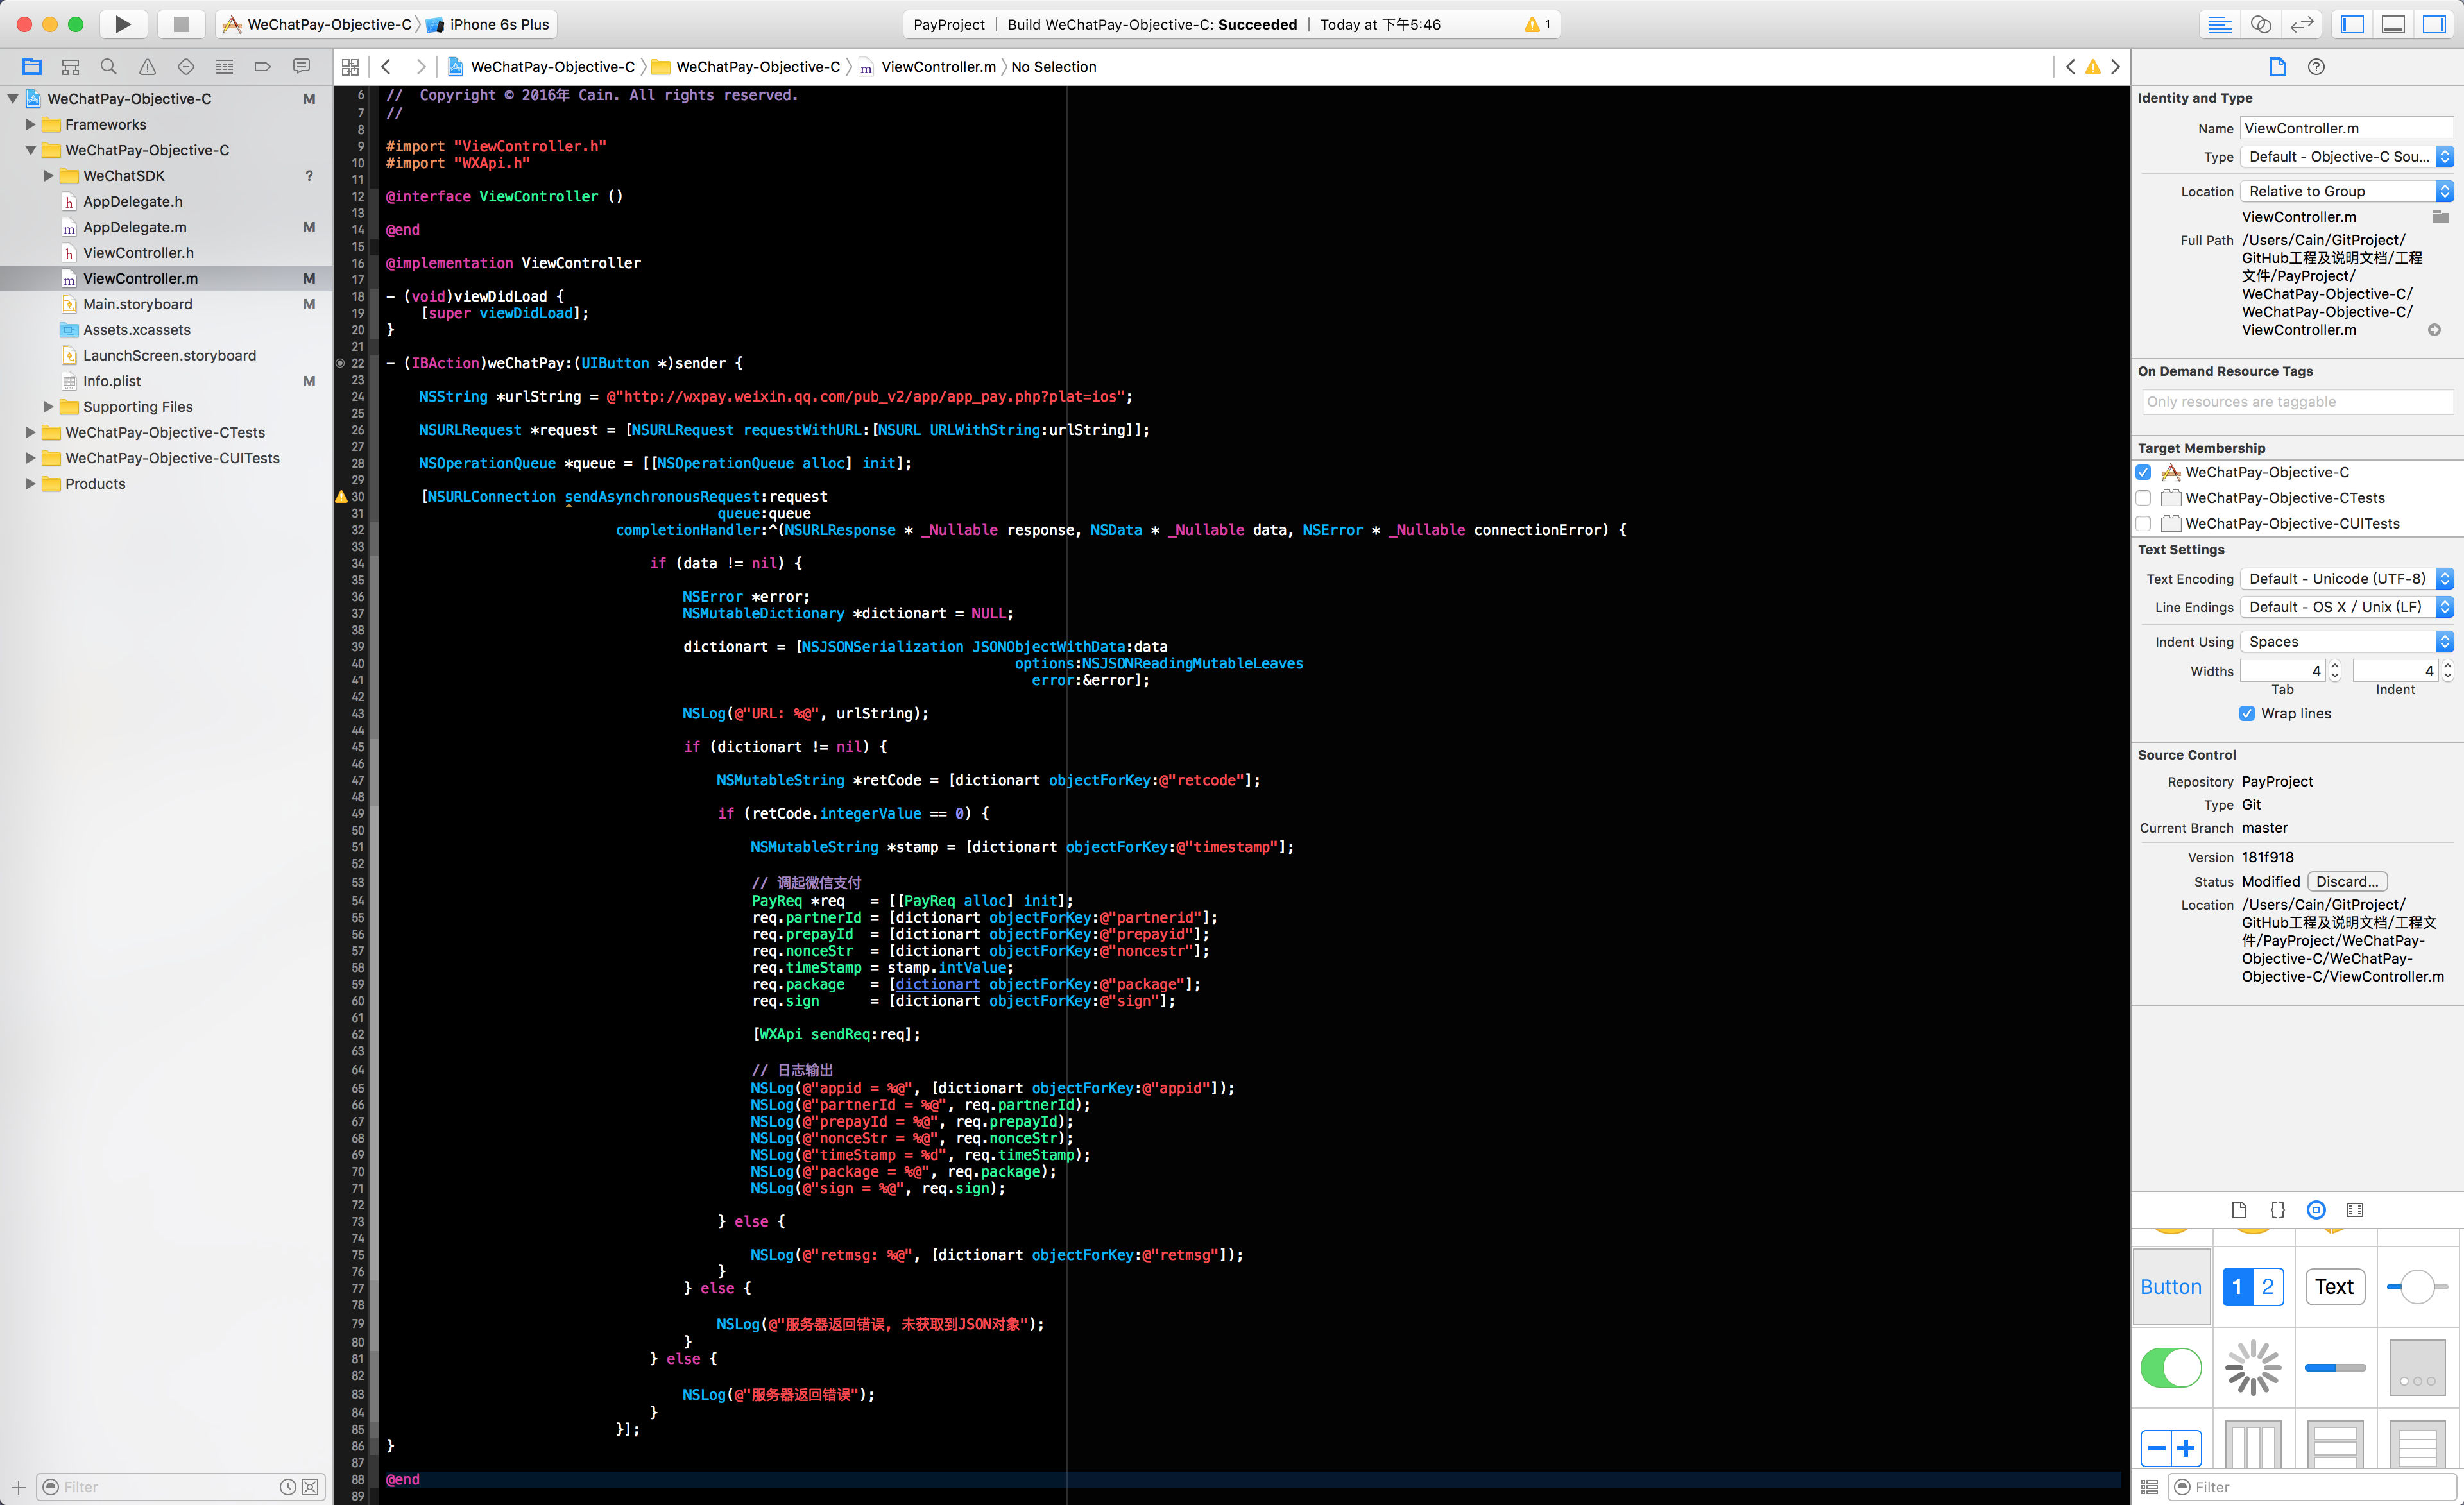 WeChatPay-Objective-C
iPhone 6s Plus
PayProject | Build WeChatPay-Objective-C: Succeeded | Today at 下午5:46
1
WeChatPay-Objective-C
WeChatPay-Objective-C
m ViewController.m
No Selection
WeChatPay-Objective-C M
Frameworks
WeChatPay-Objective-C
WeChatSDK ?
h AppDelegate.h
m AppDelegate.m M
h ViewController.h
m ViewController.m M
Main.storyboard M
Assets.xcassets
LaunchScreen.storyboard
Info.plist M
Supporting Files
WeChatPay-Objective-CTests
WeChatPay-Objective-CUITests
Products
Filter
6 //  Copyright © 2016年 Cain. All rights reserved.
7 //
8
9 #import "ViewController.h"
10 #import "WXApi.h"
11
12 @interface ViewController ()
13
14 @end
15
16 @implementation ViewController
17
18 - (void)viewDidLoad {
19     [super viewDidLoad];
20 }
21
22 - (IBAction)weChatPay:(UIButton *)sender {
23
24     NSString *urlString = @"http://wxpay.weixin.qq.com/pub_v2/app/app_pay.php?plat=ios";
25
26     NSURLRequest *request = [NSURLRequest requestWithURL:[NSURL URLWithString:urlString]];
27
28     NSOperationQueue *queue = [[NSOperationQueue alloc] init];
29
30     [NSURLConnection sendAsynchronousRequest:request
31                                        queue:queue
32                            completionHandler:^(NSURLResponse * _Nullable response, NSData * _Nullable data, NSError * _Nullable connectionError) {
33
34                                if (data != nil) {
35
36                                    NSError *error;
37                                    NSMutableDictionary *dictionart = NULL;
38
39                                    dictionart = [NSJSONSerialization JSONObjectWithData:data
40                                                                           options:NSJSONReadingMutableLeaves
41                                                                             error:&error];
42
43                                    NSLog(@"URL: %@", urlString);
44
45                                    if (dictionart != nil) {
46
47                                        NSMutableString *retCode = [dictionart objectForKey:@"retcode"];
48
49                                        if (retCode.integerValue == 0) {
50
51                                            NSMutableString *stamp = [dictionart objectForKey:@"timestamp"];
52
53                                            // 调起微信支付
54                                            PayReq *req   = [[PayReq alloc] init];
55                                            req.partnerId = [dictionart objectForKey:@"partnerid"];
56                                            req.prepayId  = [dictionart objectForKey:@"prepayid"];
57                                            req.nonceStr  = [dictionart objectForKey:@"noncestr"];
58                                            req.timeStamp = stamp.intValue;
59                                            req.package   = [dictionart objectForKey:@"package"];
60                                            req.sign      = [dictionart objectForKey:@"sign"];
61
62                                            [WXApi sendReq:req];
63
64                                            // 日志输出
65                                            NSLog(@"appid = %@", [dictionart objectForKey:@"appid"]);
66                                            NSLog(@"partnerId = %@", req.partnerId);
67                                            NSLog(@"prepayId = %@", req.prepayId);
68                                            NSLog(@"nonceStr = %@", req.nonceStr);
69                                            NSLog(@"timeStamp = %d", req.timeStamp);
70                                            NSLog(@"package = %@", req.package);
71                                            NSLog(@"sign = %@", req.sign);
72
73                                        } else {
74
75                                            NSLog(@"retmsg: %@", [dictionart objectForKey:@"retmsg"]);
76                                        }
77                                    } else {
78
79                                        NSLog(@"服务器返回错误, 未获取到JSON对象");
80                                    }
81                                } else {
82
83                                    NSLog(@"服务器返回错误");
84                                }
85                            }];
86 }
87
88 @end
89
Identity and Type
Name ViewController.m
Type Default - Objective-C Sou...
Location Relative to Group
ViewController.m
Full Path /Users/Cain/GitProject/
GitHub工程及说明文档/工程
文件/PayProject/
WeChatPay-Objective-C/
WeChatPay-Objective-C/
ViewController.m
On Demand Resource Tags
Only resources are taggable
Target Membership
WeChatPay-Objective-C
WeChatPay-Objective-CTests
WeChatPay-Objective-CUITests
Text Settings
Text Encoding Default - Unicode (UTF-8)
Line Endings Default - OS X / Unix (LF)
Indent Using Spaces
Widths 4 4
Tab Indent
Wrap lines
Source Control
Repository PayProject
Type Git
Current Branch master
Version 181f918
Status Modified Discard...
Location /Users/Cain/GitProject/
GitHub工程及说明文档/工程文
件/PayProject/WeChatPay-
Objective-C/WeChatPay-
Objective-C/ViewController.m
{}
Button 1 2 Text
Filter